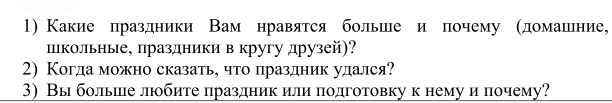 1) Какие праздники Вам нравятся больше и почему (домашние,
школьные, праздники в кругу друзей)?
2) Когда можно сказать, что праздник удался?
3) Вы больше любите праздник или подготовку к нему и почему?